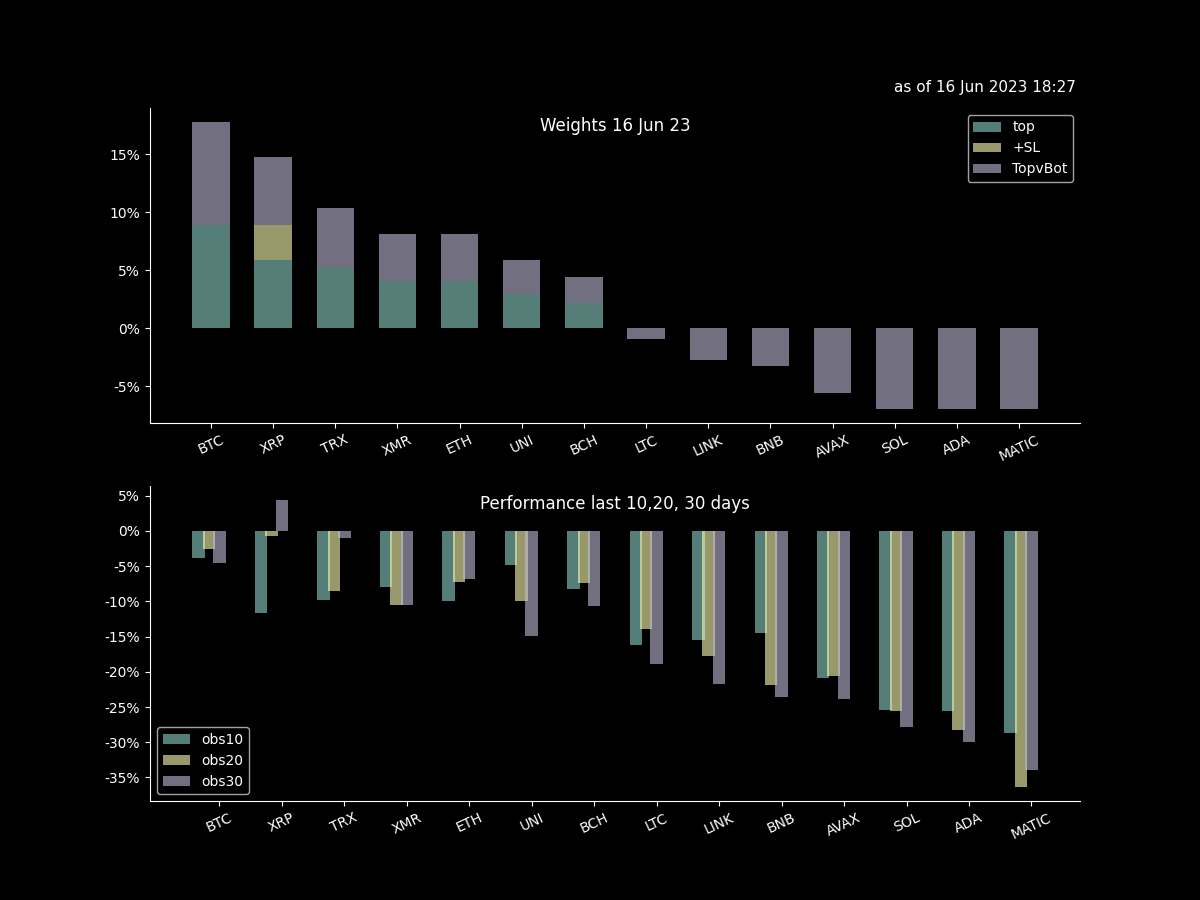 as of 16 Jun 2023 18:27
Weights 16 Jun 23
top
+SL
TopvBot
15%
10%
5%
0%
-5%
BTC XRP TRX XMR ETH UNI BCH LTC LINK BNB AVAX SOL ADA MATIC
Performance last 10,20, 30 days
5%
0%
-5%
-10%
-15%
-20%
-25%
-30%
-35%
obs10
obs20
obs30
BTC XRP TRX XMR ETH UNI BCH LTC LINK BNB AVAX SOL ADA MATIC